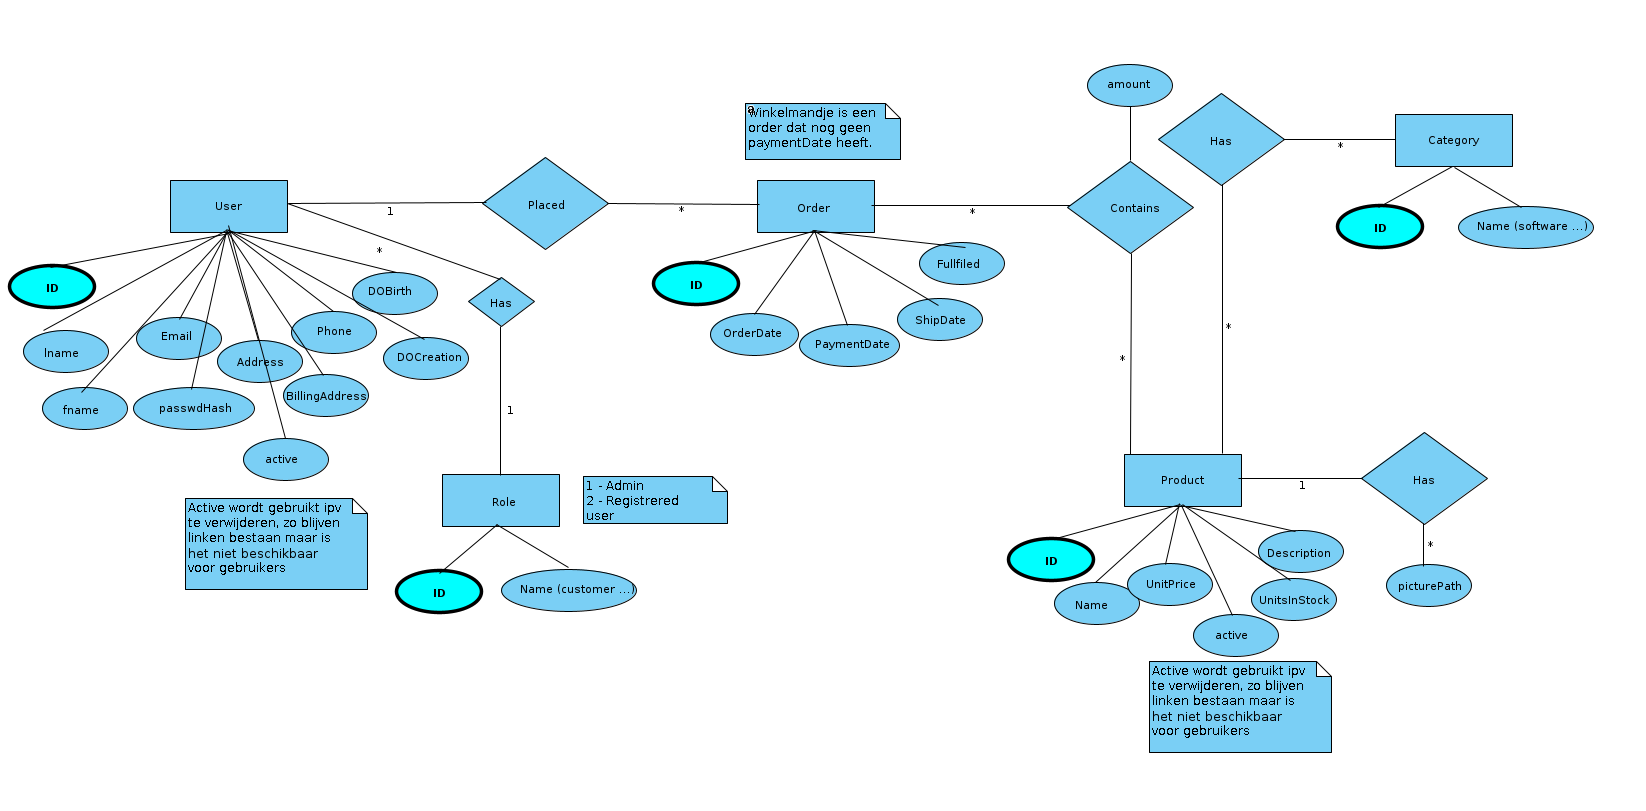 amount
a
Winkelmandje is een
order dat nog geen
paymentDate heeft.
Has
Category
*
User
1
Placed
*
Order
*
Contains
ID
Name (software ...)
*
ID
lname
fname
Email
passwdHash
Address
active
BillingAddress
Phone
DOBirth
DOCreation
Has
1
ID
OrderDate
PaymentDate
ShipDate
Fullfiled
*
*
Active wordt gebruikt ipv
te verwijderen, zo blijven
linken bestaan maar is
het niet beschikbaar
voor gebruikers
Role
1 - Admin
2 - Registrered
user
ID
Name (customer ...)
Product
1
Has
*
picturePath
ID
Name
UnitPrice
active
UnitsInStock
Description
Active wordt gebruikt ipv
te verwijderen, zo blijven
linken bestaan maar is
het niet beschikbaar
voor gebruikers